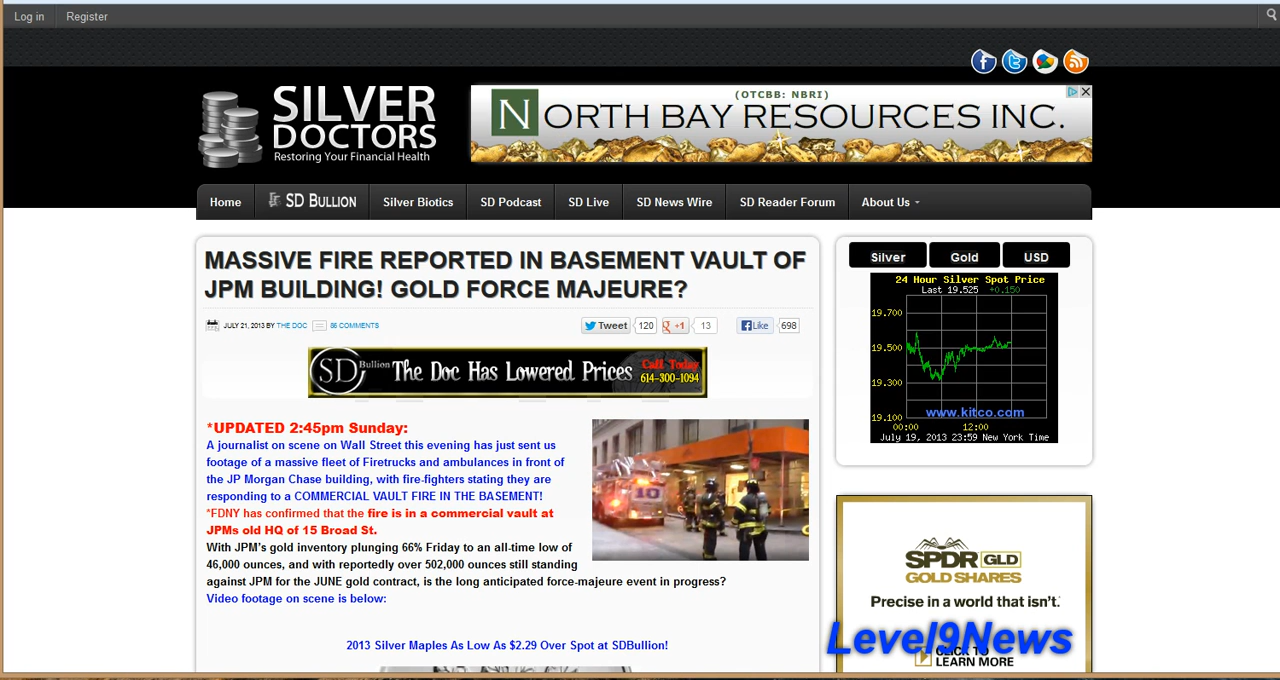 Log in
Register
SILVER
DOCTORS
Restoring Your Financial Health
(OTCBB: NBRI)
NORTH BAY RESOURCES INC.
Home
SD BULLION
Silver Biotics
SD Podcast
SD Live
SD News Wire
SD Reader Forum
About Us
MASSIVE FIRE REPORTED IN BASEMENT VAULT OF
JPM BUILDING! GOLD FORCE MAJEURE?
JULY 21, 2013 BY THE DOC 86 COMMENTS
Tweet 120 +1 13 Like 698
SD Bullion The Doc Has Lowered Prices Call Today
614-300-1094
*UPDATED 2:45pm Sunday:
A journalist on scene on Wall Street this evening has just sent us
footage of a massive fleet of Firetrucks and ambulances in front of
the JP Morgan Chase building, with fire-fighters stating they are
responding to a COMMERCIAL VAULT FIRE IN THE BASEMENT!
*FDNY has confirmed that the fire is in a commercial vault at
JPMs old HQ of 15 Broad St.
With JPM's gold inventory plunging 66% Friday to an all-time low of
46,000 ounces, and with reportedly over 502,000 ounces still standing
against JPM for the JUNE gold contract, is the long anticipated force-majeure event in progress?
Video footage on scene is below:
10
2013 Silver Maples As Low As $2.29 Over Spot at SDBullion!
Silver Gold USD
24 Hour Silver Spot Price
Last 19.525 +0.150
19.700
19.500
19.300
19.100
www.kitco.com
00:00 12:00
July 19, 2013 23:59 New York Time
SPDR GLD
GOLD SHARES
Precise in a world that isn't.
Level9News
CLICK TO
LEARN MORE